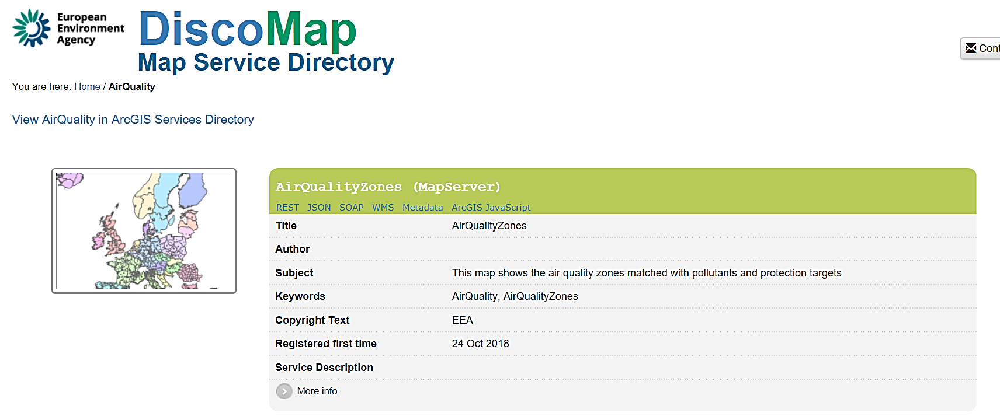 European
Environment
Agency
DiscoMap
Map Service Directory
Cont
You are here: Home / AirQuality
View AirQuality in ArcGIS Services Directory
AirQualityZones (MapServer)
REST JSON SOAP WMS Metadata ArcGIS JavaScript
Title AirQualityZones
Author
Subject This map shows the air quality zones matched with pollutants and protection targets
Keywords AirQuality, AirQualityZones
Copyright Text EEA
Registered first time 24 Oct 2018
Service Description
More info